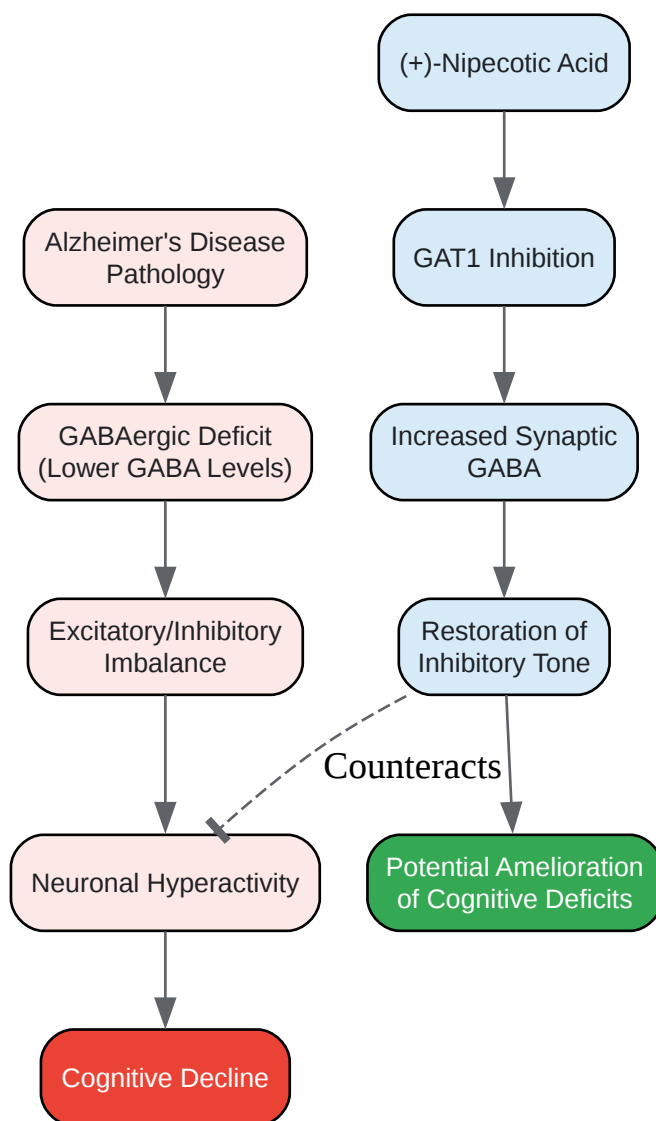 (+)-Nipecotic Acid
Alzheimer's Disease
Pathology
GAT1 Inhibition
GABAergic Deficit
(Lower GABA Levels)
Increased Synaptic
GABA
Excitatory/Inhibitory
Imbalance
Restoration of
Inhibitory Tone
Counteracts
Neuronal Hyperactivity
Potential Amelioration
of Cognitive Deficits
Cognitive Decline